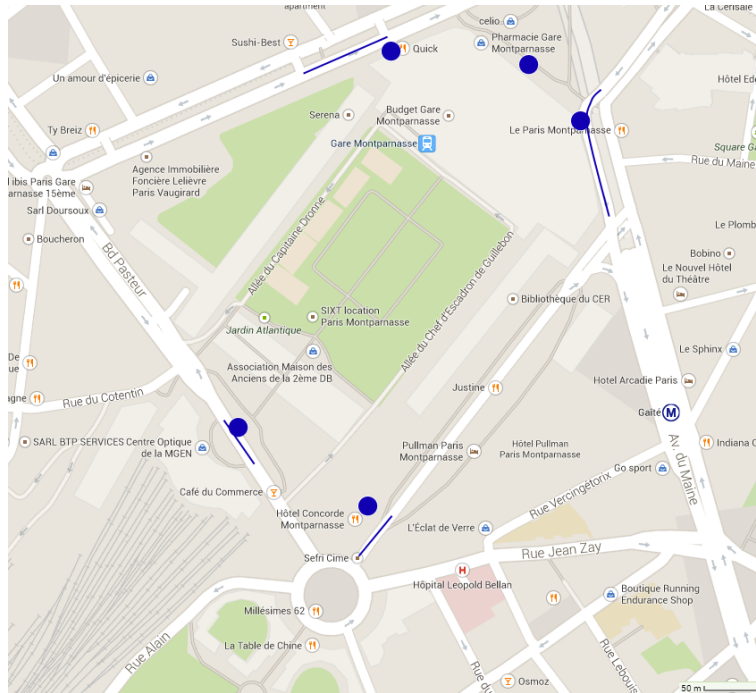 apartment
La Cerisaie
celio
Sushi-Best
Quick
Pharmacie Gare
Montparnasse
Un amour d'épicerie
Hôtel Ede
Serena
Budget Gare
Montparnasse
Ty Breiz
Le Paris Montparnasse
Gare Montparnasse
Square Ga
Rue du Maine
Agence Immobilière
Foncière Lelièvre
Paris Vaugirard
l ibis Paris Gare
arnasse 15ème
Sarl Doursoux
Le Plomb
Boucheron
Bd Pasteur
Allée du Capitaine Dronne
Allée du Chef d'Escadron de Guillebon
Bobino
Le Nouvel Hôtel
du Théâtre
Bibliothèque du CER
SIXT location
Paris Montparnasse
Jardin Atlantique
Le Sphinx
De
ue
Association Maison des
Anciens de la 2ème DB
Justine
Hotel Arcadie Paris
agne
Rue du Cotentin
Gaîté
M
SARL BTP SERVICES
Centre Optique
de la MGEN
Pullman Paris
Montparnasse
Hôtel Pullman
Paris Montparnasse
Av. du Maine
Indiana C
Go sport
Café du Commerce
Rue Vercingétorix
Hôtel Concorde
Montparnasse
L'Éclat de Verre
Sefri Cime
Rue Jean Zay
H
Hôpital Leopold Bellan
Boutique Running
Endurance Shop
Millésimes 62
Rue Alain
La Table de Chine
Rue du
Rue Lebouis
Osmoz
50 m